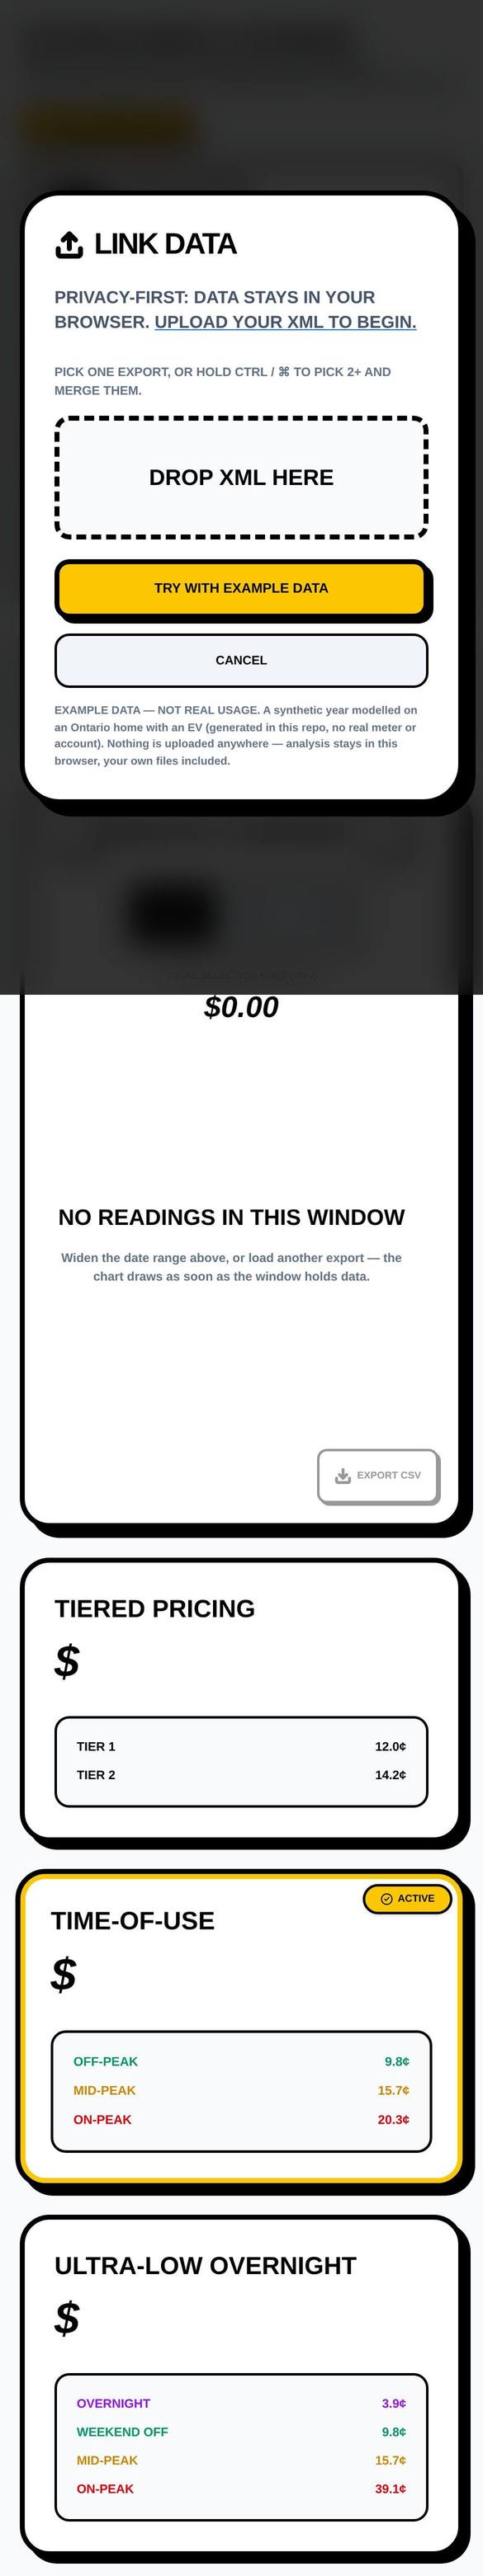 LINK DATA
PRIVACY-FIRST: DATA STAYS IN YOUR
BROWSER. UPLOAD YOUR XML TO BEGIN.
PICK ONE EXPORT, OR HOLD CTRL / ⌘ TO PICK 2+ AND
MERGE THEM.
DROP XML HERE
TRY WITH EXAMPLE DATA
CANCEL
EXAMPLE DATA — NOT REAL USAGE. A synthetic year modelled on
an Ontario home with an EV (generated in this repo, no real meter or
account). Nothing is uploaded anywhere — analysis stays in this
browser, your own files included.
$0.00
NO READINGS IN THIS WINDOW
Widen the date range above, or load another export — the
chart draws as soon as the window holds data.
EXPORT CSV
TIERED PRICING
$
TIER 1 12.0¢
TIER 2 14.2¢
ACTIVE
TIME-OF-USE
$
OFF-PEAK 9.8¢
MID-PEAK 15.7¢
ON-PEAK 20.3¢
ULTRA-LOW OVERNIGHT
$
OVERNIGHT 3.9¢
WEEKEND OFF 9.8¢
MID-PEAK 15.7¢
ON-PEAK 39.1¢